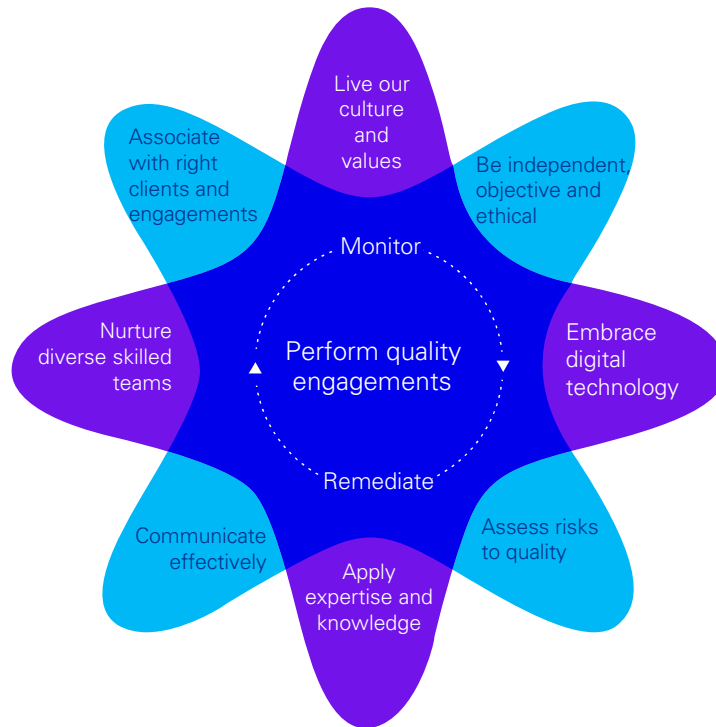 Live our
culture
and
values
Be independent,
objective and
ethical
Embrace
digital
technology
Assess risks
to quality
Apply
expertise and
knowledge
Communicate
effectively
Nurture
diverse skilled
teams
Associate
with right
clients and
engagements
Monitor
Perform quality
engagements
Remediate